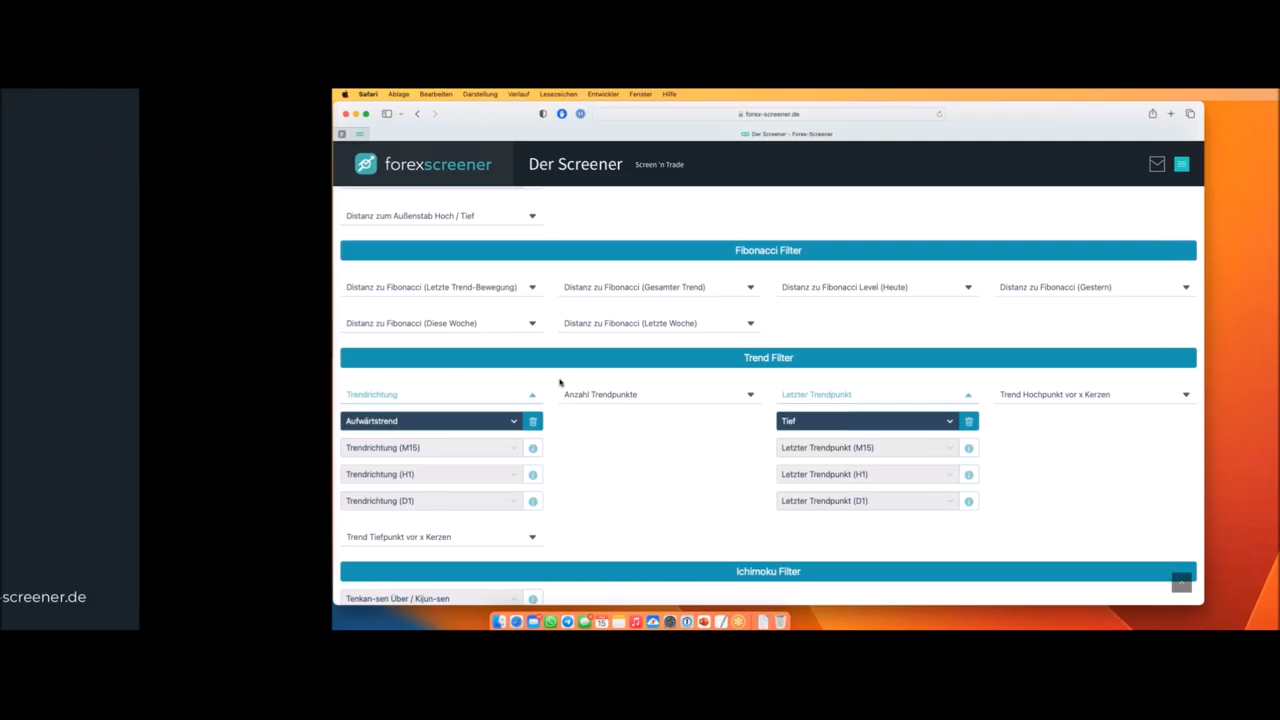 Safari Ablage Bearbeiten Darstellung Verlauf Lesezeichen Entwickler Fenster Hilfe
forex-screener.de
Der Screener - Forex-Screener
forexscreener Der Screener Screen 'n Trade
Distanz zum Außenstab Hoch / Tief
Fibonacci Filter
Distanz zu Fibonacci (Letzte Trend-Bewegung) Distanz zu Fibonacci (Gesamter Trend) Distanz zu Fibonacci Level (Heute) Distanz zu Fibonacci (Gestern)
Distanz zu Fibonacci (Diese Woche) Distanz zu Fibonacci (Letzte Woche)
Trend Filter
Trendrichtung Anzahl Trendpunkte Letzter Trendpunkt Trend Hochpunkt vor x Kerzen
Aufwärtstrend Tief
Trendrichtung (M15) Letzter Trendpunkt (M15)
Trendrichtung (H1) Letzter Trendpunkt (H1)
Trendrichtung (D1) Letzter Trendpunkt (D1)
Trend Tiefpunkt vor x Kerzen
Ichimoku Filter
Tenkan-sen Über / Kijun-sen
-screener.de
15